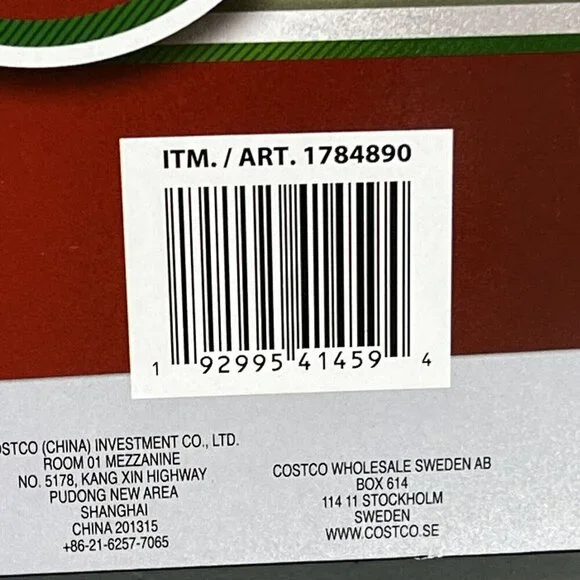 ITM. / ART. 1784890
1 92995 41459 4
OSTCO (CHINA) INVESTMENT CO., LTD.
ROOM 01 MEZZANINE
NO. 5178, KANG XIN HIGHWAY
PUDONG NEW AREA
SHANGHAI
CHINA 201315
+86-21-6257-7065
COSTCO WHOLESALE SWEDEN AB
BOX 614
114 11 STOCKHOLM
SWEDEN
WWW.COSTCO.SE